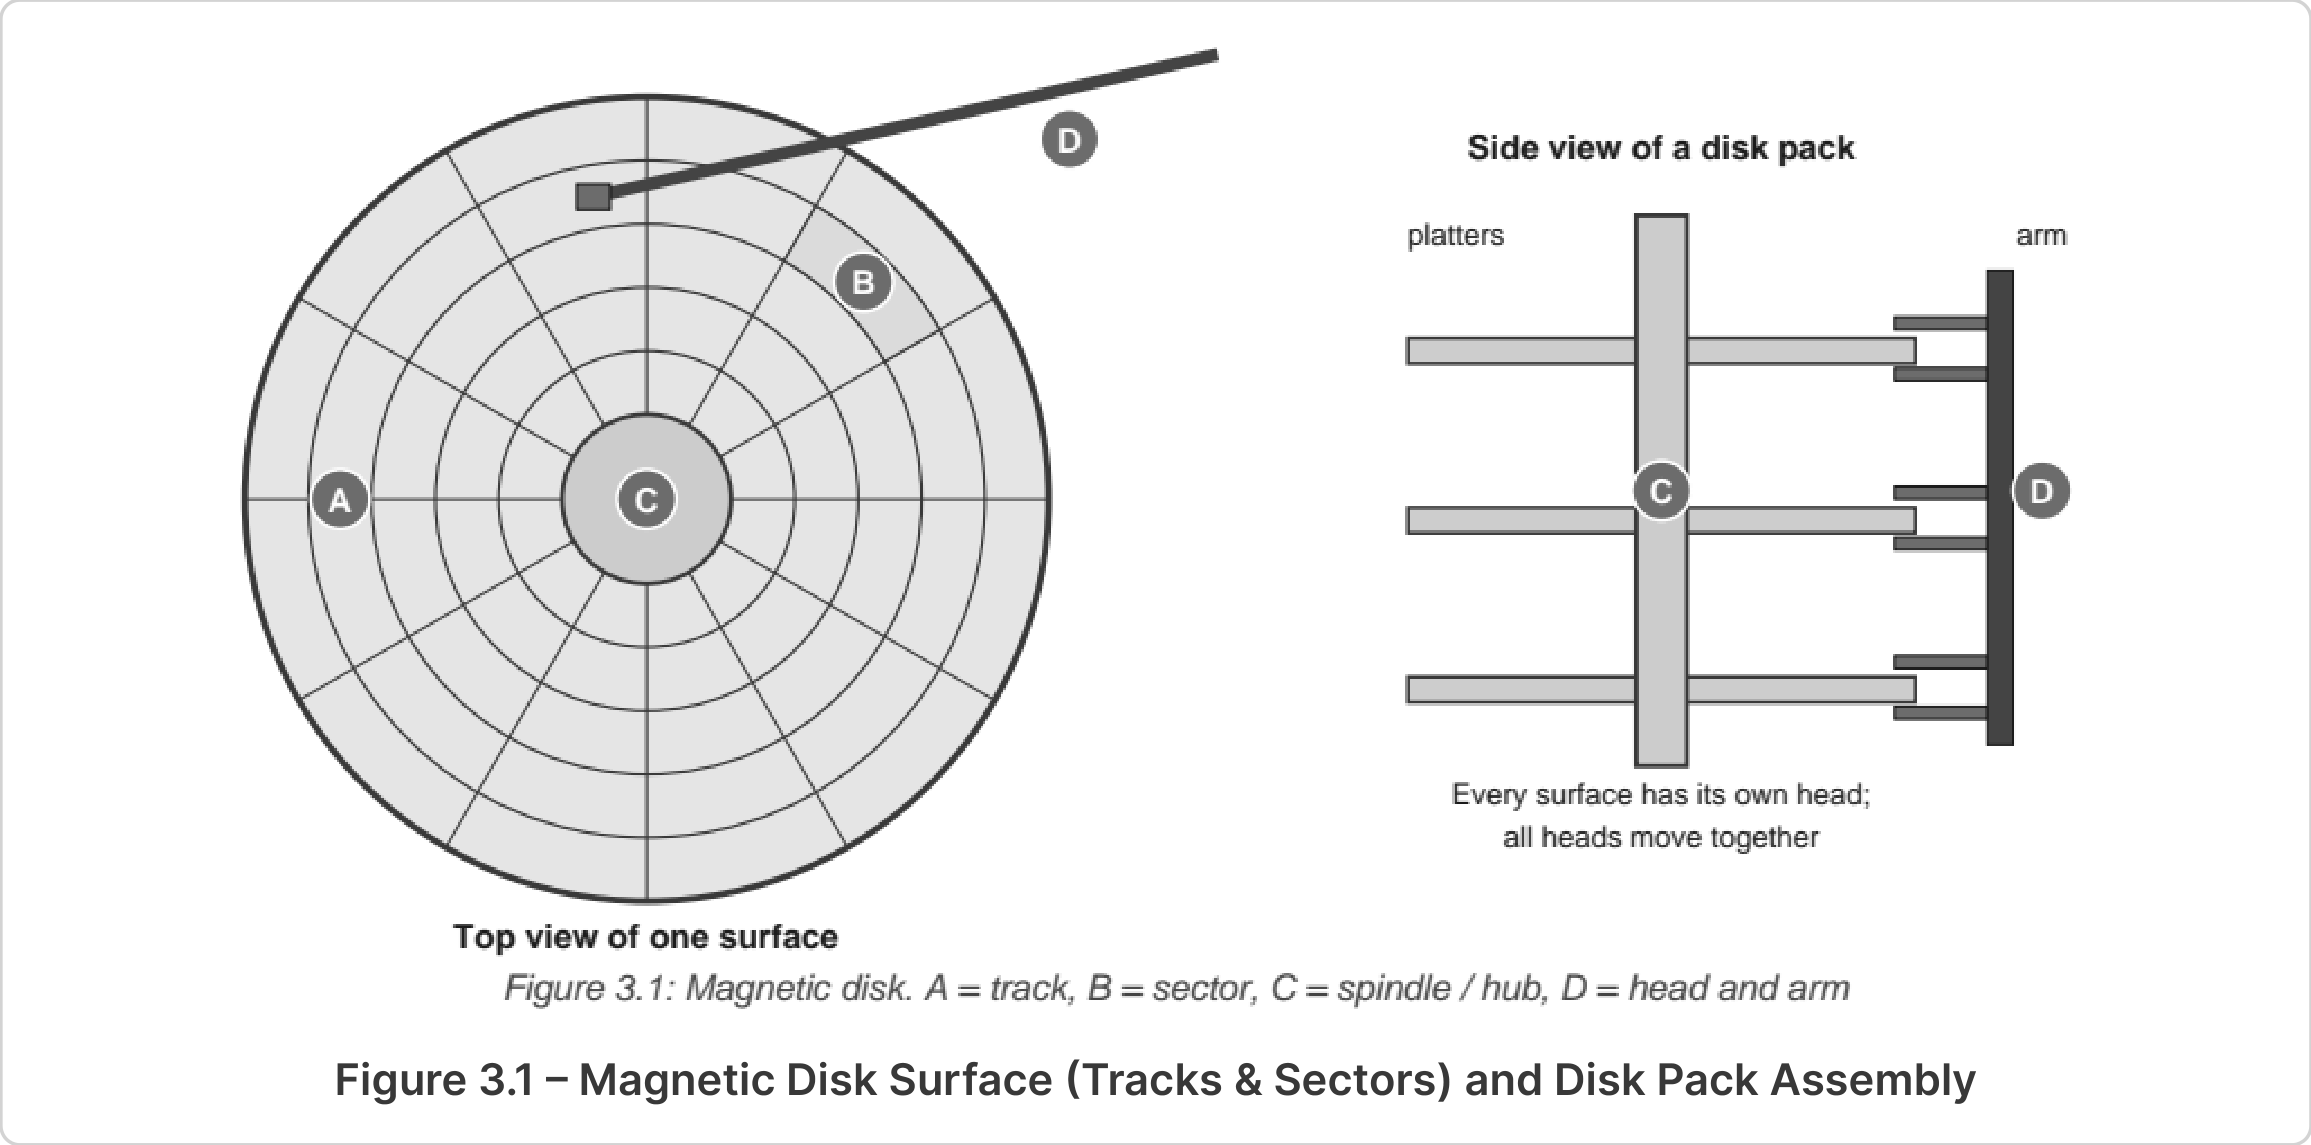 D
B
A
C
Top view of one surface
Side view of a disk pack
platters
arm
C
D
Every surface has its own head;
all heads move together
Figure 3.1: Magnetic disk. A = track, B = sector, C = spindle / hub, D = head and arm
Figure 3.1 – Magnetic Disk Surface (Tracks & Sectors) and Disk Pack Assembly